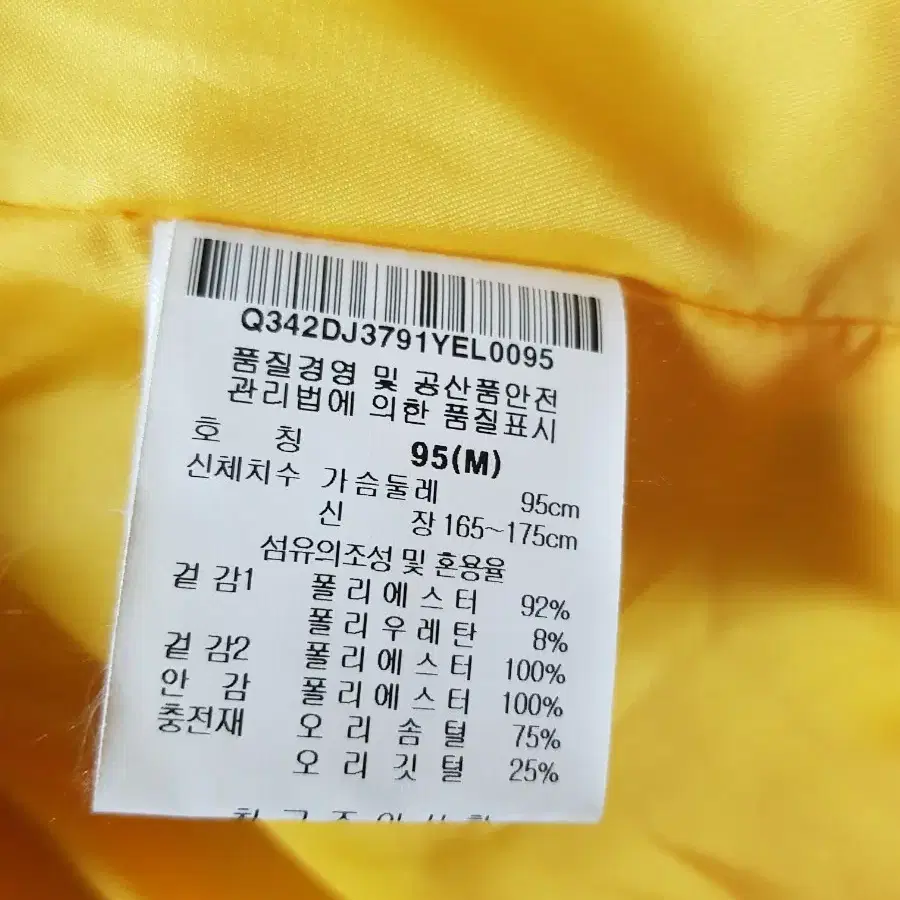 Q342DJ3791YEL0095
품질경영 및 공산품안전
관리법에 의한 품질표시
호 칭 95(M)
신체치수 가슴둘레 95cm
신 장 165~175cm
섬유의조성 및 혼용율
겉 감1 폴리에스터 92%
폴리우레탄 8%
겉 감2 폴리에스터 100%
안 감 폴리에스터 100%
충전재 오리솜털 75%
오리깃털 25%